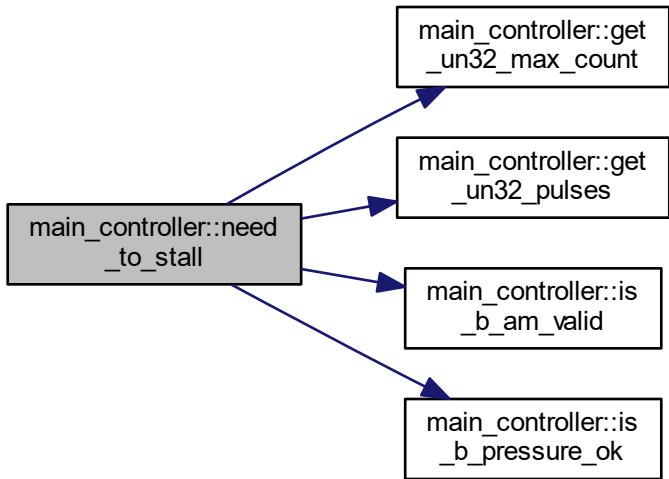 main_controller::get
_un32_max_count
main_controller::get
_un32_pulses
main_controller::need
_to_stall
main_controller::is
_b_am_valid
main_controller::is
_b_pressure_ok